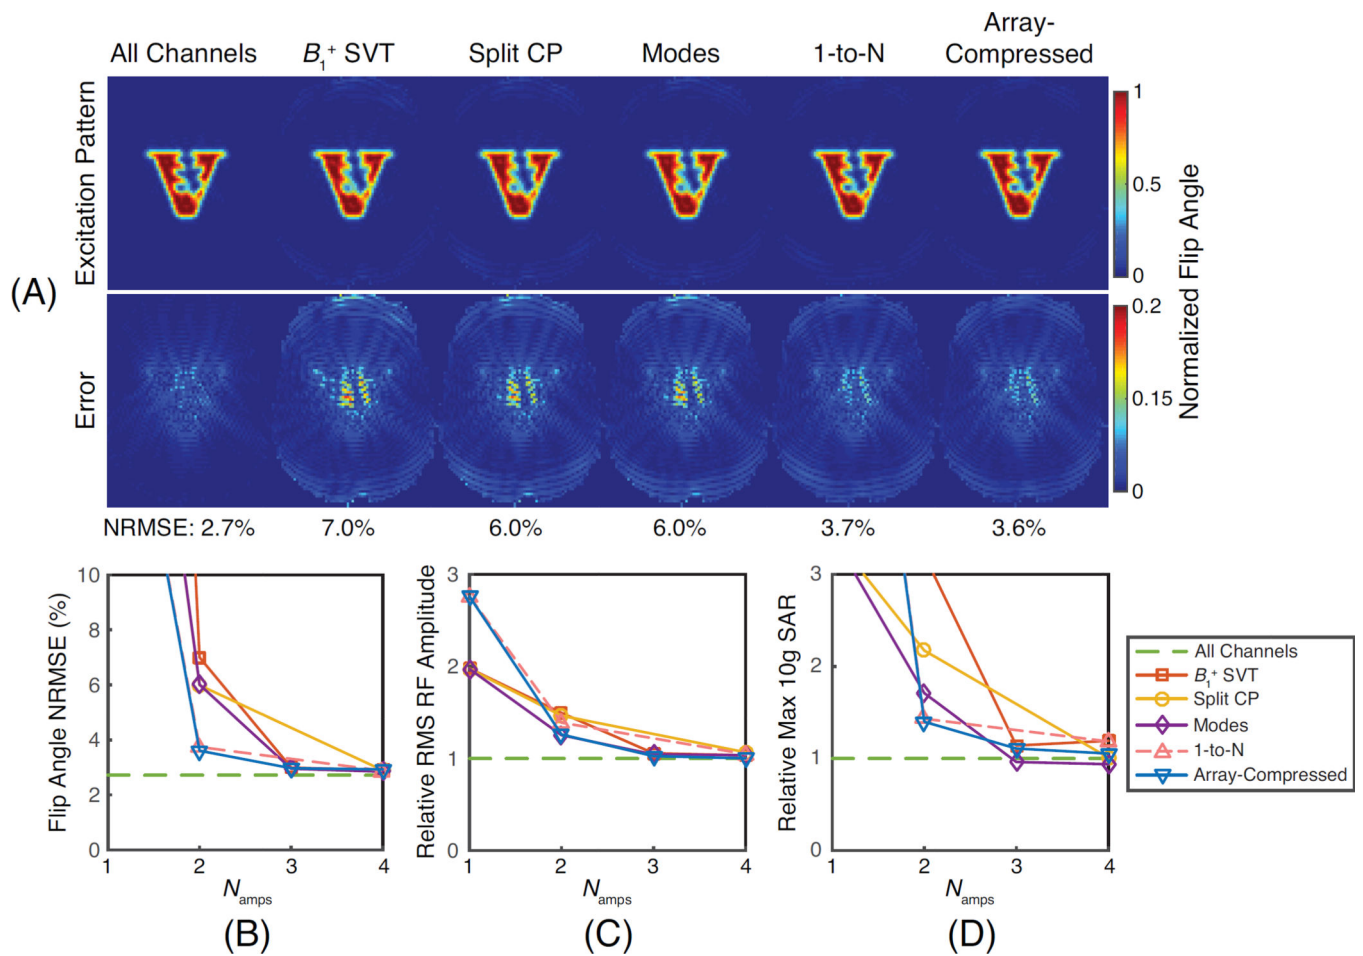 All Channels
B₁⁺ SVT
Split CP
Modes
1-to-N
Array-
Compressed
(A)
Excitation Pattern
1
0.5
0
Error
0.2
0.15
0
Normalized Flip Angle
NRMSE: 2.7%
7.0%
6.0%
6.0%
3.7%
3.6%
Flip Angle NRMSE (%)
10
8
6
4
2
0
1
2
3
4
N amps
(B)
Relative RMS RF Amplitude
3
2
1
0
1
2
3
4
N amps
(C)
Relative Max 10g SAR
3
2
1
0
1
2
3
4
N amps
(D)
All Channels
B₁⁺ SVT
Split CP
Modes
1-to-N
Array-Compressed